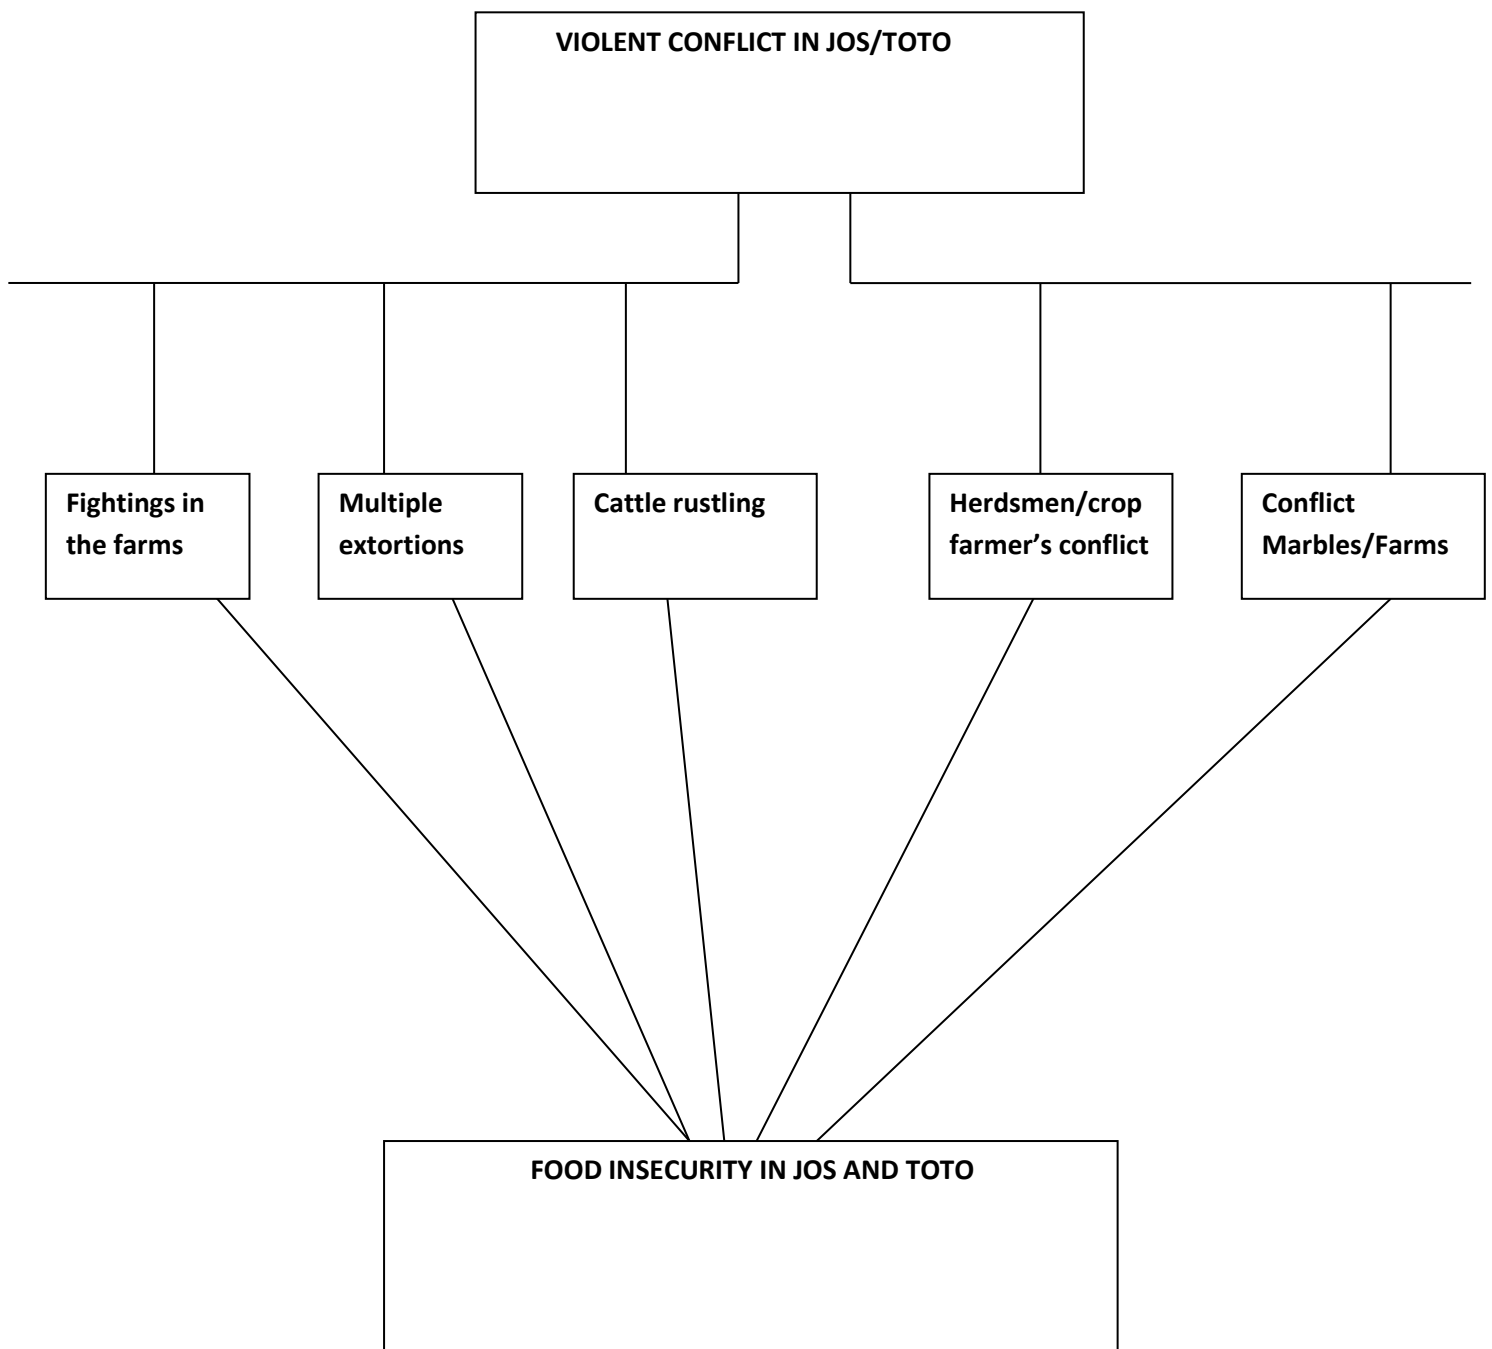 VIOLENT CONFLICT IN JOS/TOTO
Fightings in
the farms
Multiple
extortions
Cattle rustling
Herdsmen/crop
farmer’s conflict
Conflict
Marbles/Farms
FOOD INSECURITY IN JOS AND TOTO